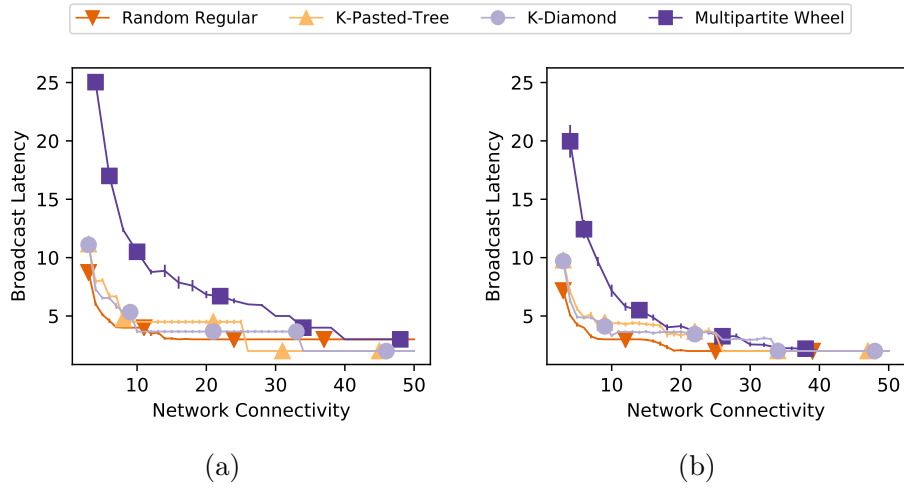 Random Regular K-Pasted-Tree K-Diamond Multipartite Wheel
25
20
15
10
5
Broadcast Latency
10 20 30 40 50
Network Connectivity
(a)
25
20
15
10
5
Broadcast Latency
10 20 30 40 50
Network Connectivity
(b)